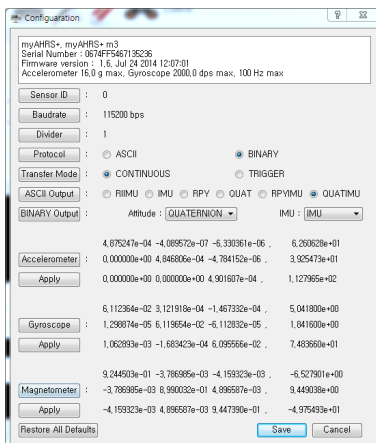 Configuaration
myAHRS+, myAHRS+ m3
Serial Number : 0674FF5467135236
Firmware version : 1,6, Jul 24 2014 12:07:01
Accelerometer 16,0 g max, Gyroscope 2000,0 dps max, 100 Hz max
Sensor ID : 0
Baudrate : 115200 bps
Divider : 1
Protocol : ASCII BINARY
Transfer Mode : CONTINUOUS TRIGGER
ASCII Output : RIIMU IMU RPY QUAT RPYIMU QUATIMU
BINARY Output : Attitude : QUATERNION IMU : IMU
4,875247e-04 -4,089572e-07 -6,330361e-06 , 6,260628e+01
Accelerometer : 0,000000e+00 4,846806e-04 -4,784152e-06 , 3,925473e+01
Apply 0,000000e+00 0,000000e+00 4,901607e-04 , 1,127965e+02
6,112364e-02 3,121918e-04 -1,467332e-04 , 5,041800e+00
Gyroscope : 1,298874e-05 6,119654e-02 -6,112832e-05 , 1,841600e+00
Apply 1,062893e-03 -1,683423e-04 6,095566e-02 , 7,483660e+01
9,244503e-01 -3,786985e-03 -4,159323e-03 , -6,527901e+00
Magnetometer : -3,786985e-03 8,990032e-01 4,896587e-03 , 9,449038e+00
Apply -4,159323e-03 4,896587e-03 9,447390e-01 , -4,975493e+01
Restore All Defaults Save Cancel